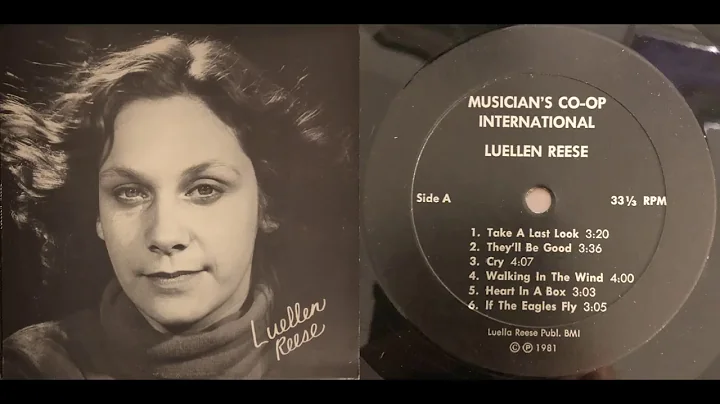 Luellen
Reese
MUSICIAN'S CO-OP
INTERNATIONAL
LUELLEN REESE
Side A
33⅓ RPM
1. Take A Last Look 3:20
2. They'll Be Good 3:36
3. Cry 4:07
4. Walking In The Wind 4:00
5. Heart In A Box 3:03
6. If The Eagles Fly 3:05
Luella Reese Publ. BMI
© ℗ 1981